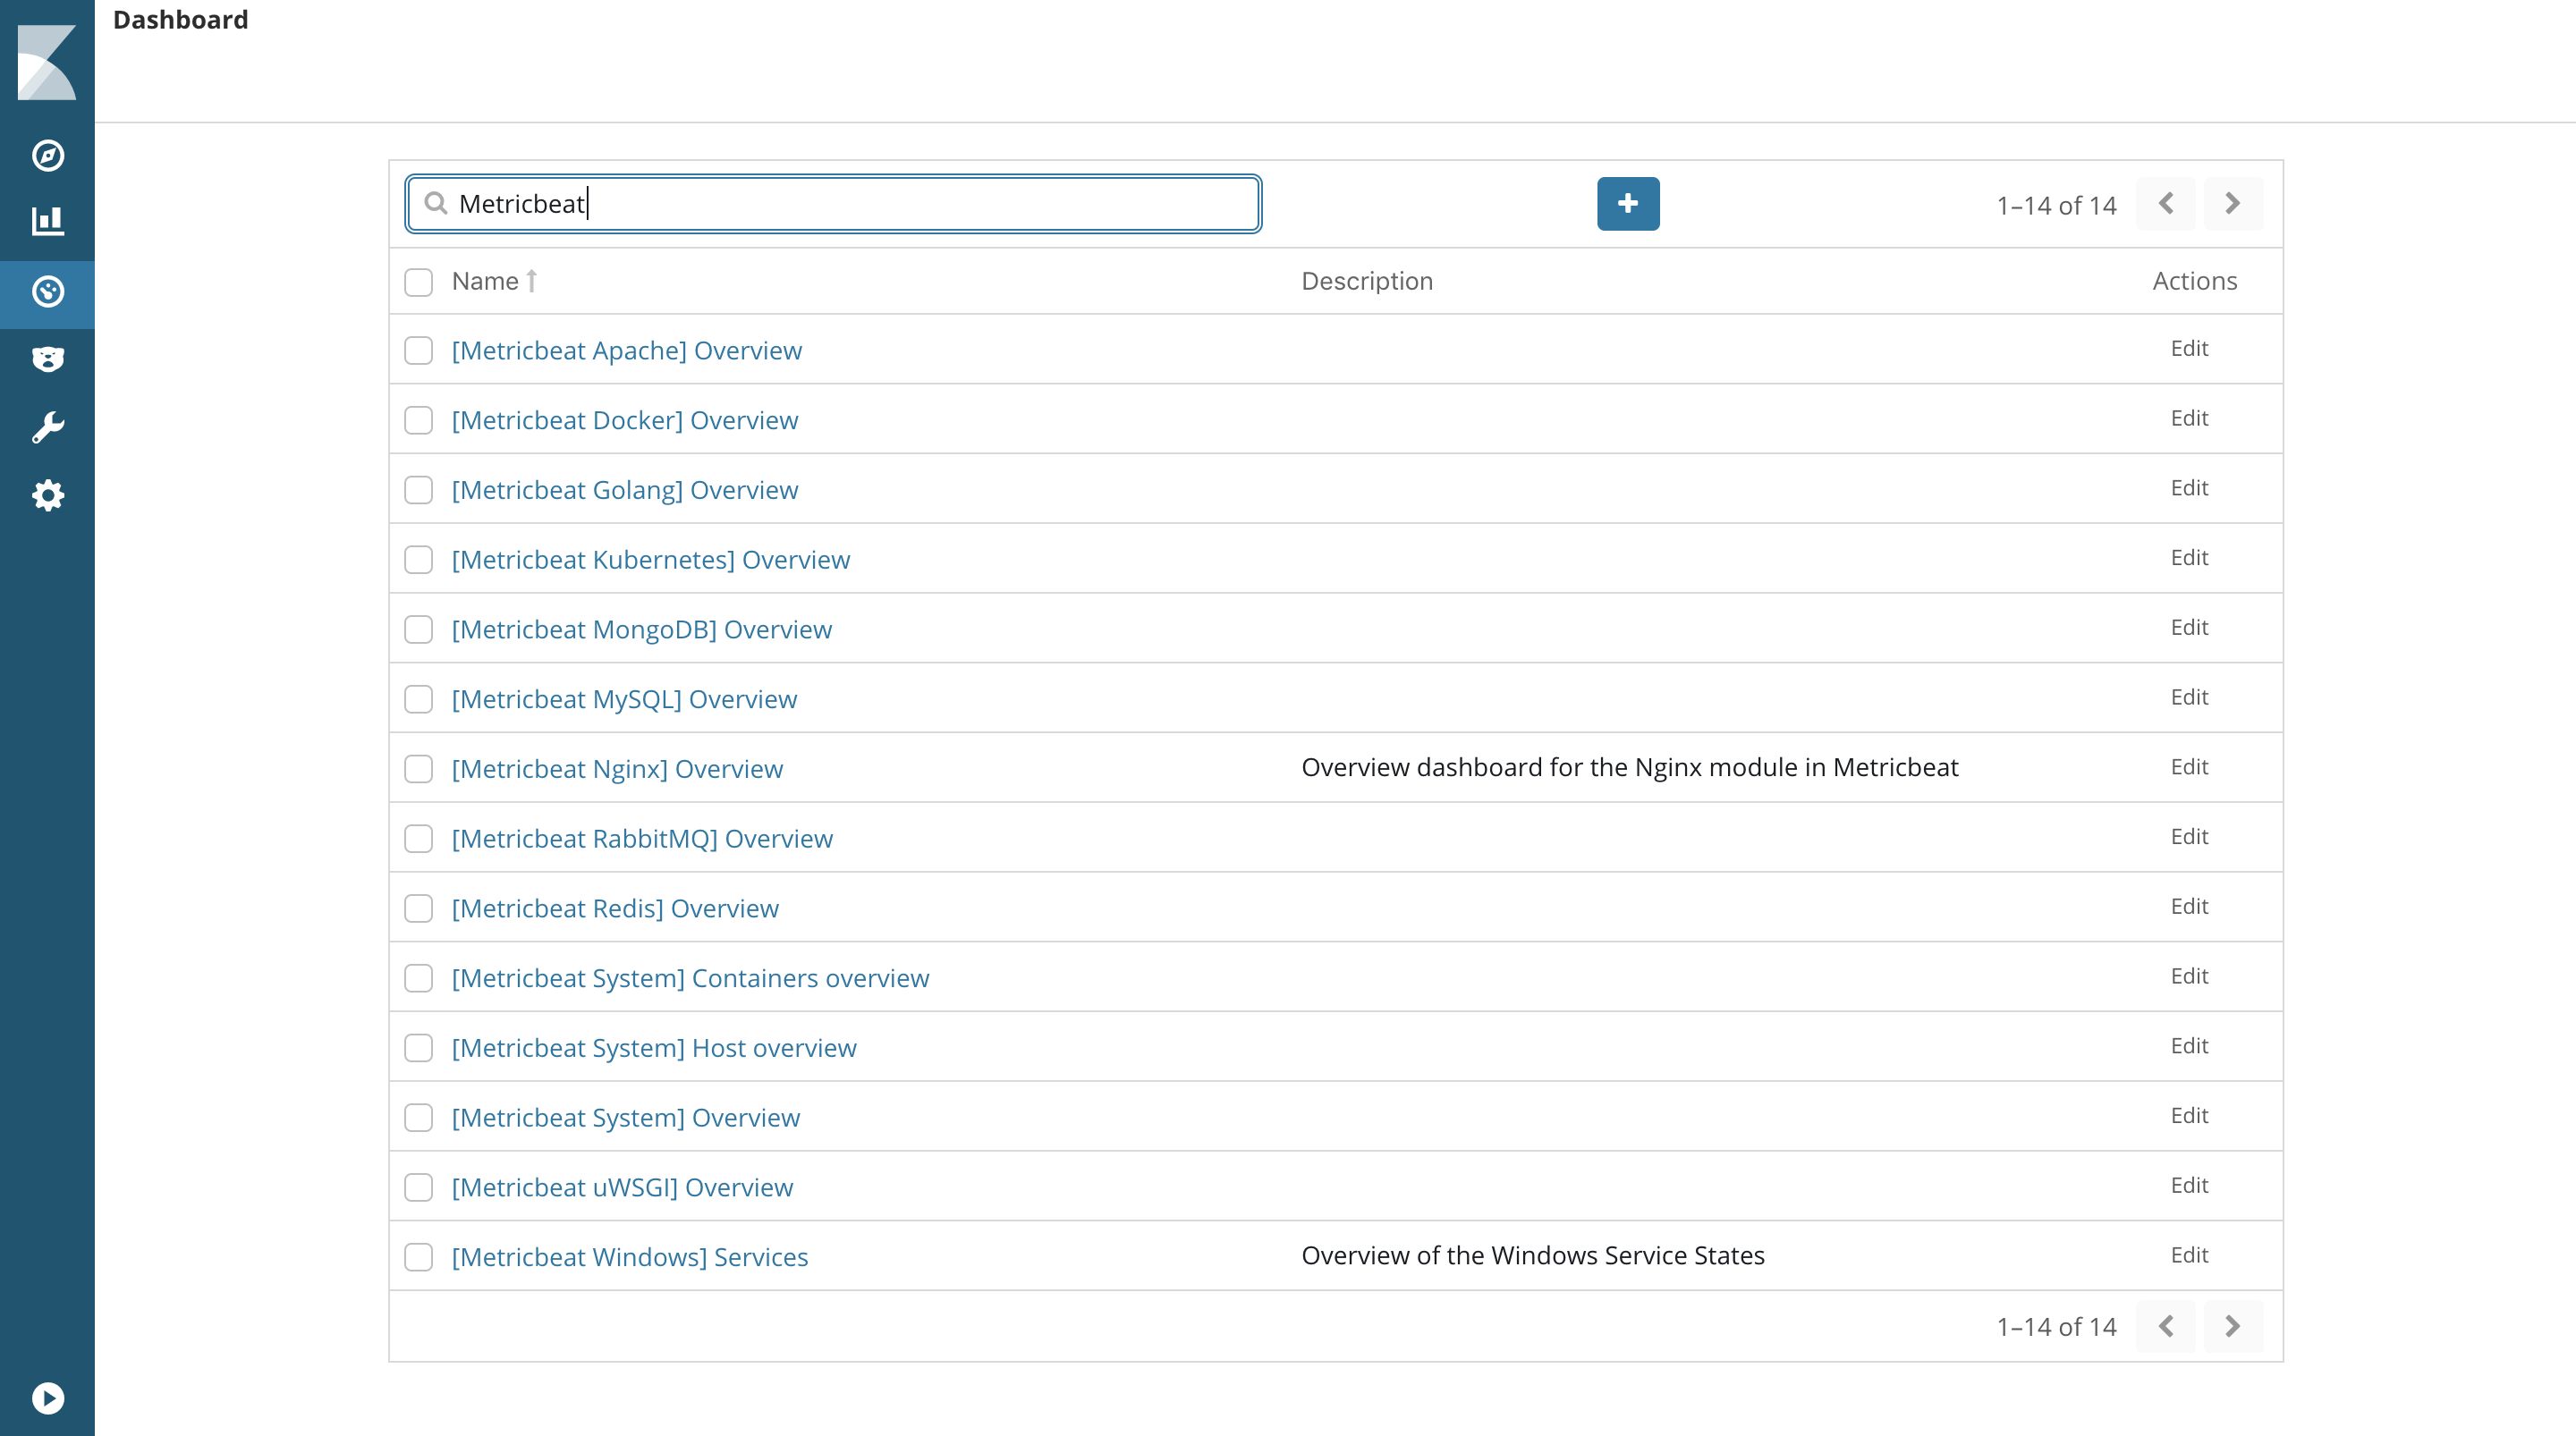 Dashboard
Metricbeat
1–14 of 14
Name Description Actions
[Metricbeat Apache] Overview Edit
[Metricbeat Docker] Overview Edit
[Metricbeat Golang] Overview Edit
[Metricbeat Kubernetes] Overview Edit
[Metricbeat MongoDB] Overview Edit
[Metricbeat MySQL] Overview Edit
[Metricbeat Nginx] Overview Overview dashboard for the Nginx module in Metricbeat Edit
[Metricbeat RabbitMQ] Overview Edit
[Metricbeat Redis] Overview Edit
[Metricbeat System] Containers overview Edit
[Metricbeat System] Host overview Edit
[Metricbeat System] Overview Edit
[Metricbeat uWSGI] Overview Edit
[Metricbeat Windows] Services Overview of the Windows Service States Edit
1–14 of 14